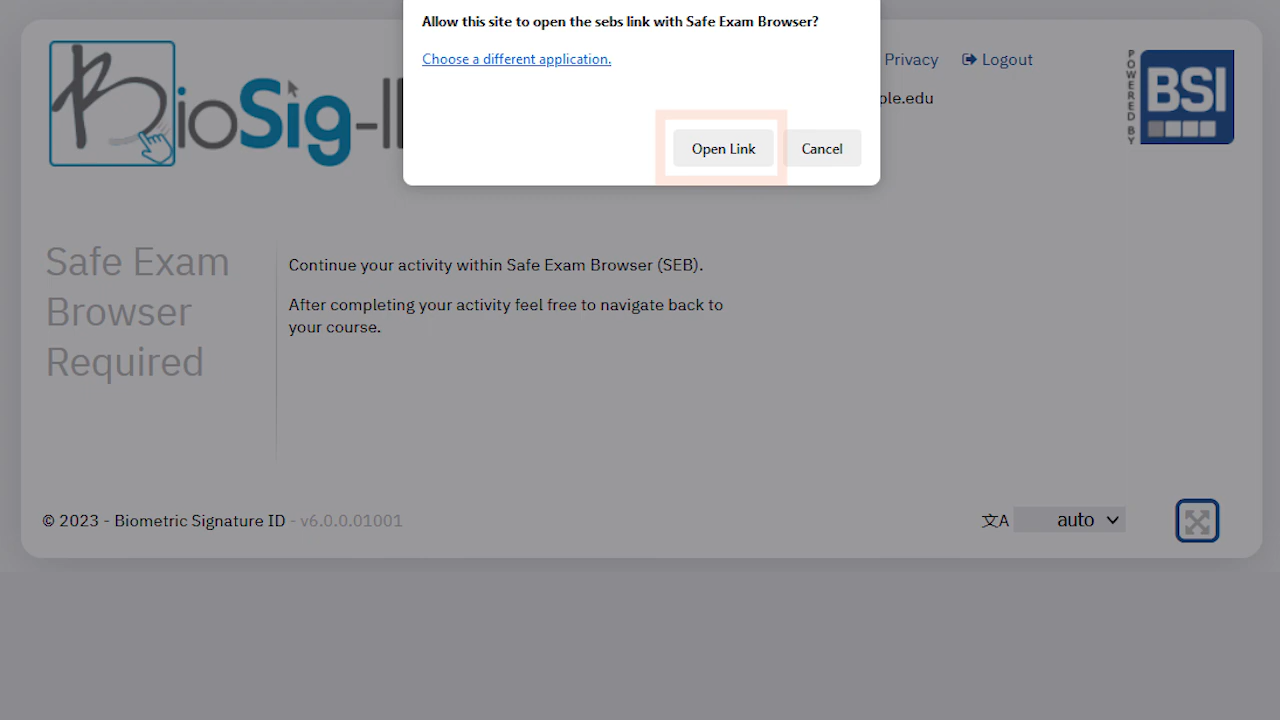 Allow this site to open the sebs link with Safe Exam Browser?
Choose a different application.
Open Link
Cancel
BioSig-I
Privacy
Logout
ple.edu
POWERED BY
BSI
Safe Exam
Browser
Required
Continue your activity within Safe Exam Browser (SEB).
After completing your activity feel free to navigate back to
your course.
© 2023 - Biometric Signature ID - v6.0.0.01001
文A
auto